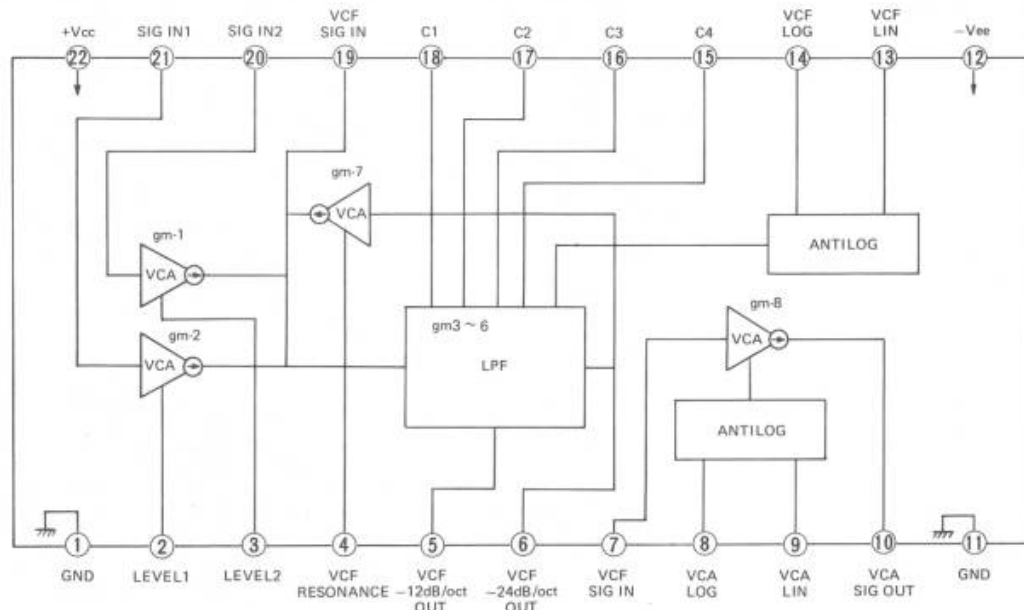 +Vcc
SIG IN1
SIG IN2
VCF
SIG IN
C1
C2
C3
C4
VCF
LOG
VCF
LIN
−Vee
22
21
20
19
18
17
16
15
14
13
12
gm-7
VCA
gm-1
VCA
ANTILOG
gm-2
VCA
gm3 ~ 6
LPF
gm-8
VCA
ANTILOG
1
2
3
4
5
6
7
8
9
10
11
GND
LEVEL1
LEVEL2
VCF
RESONANCE
VCF
−12dB/oct
OUT
VCF
−24dB/oct
OUT
VCF
SIG IN
VCA
LOG
VCA
LIN
VCA
SIG OUT
GND